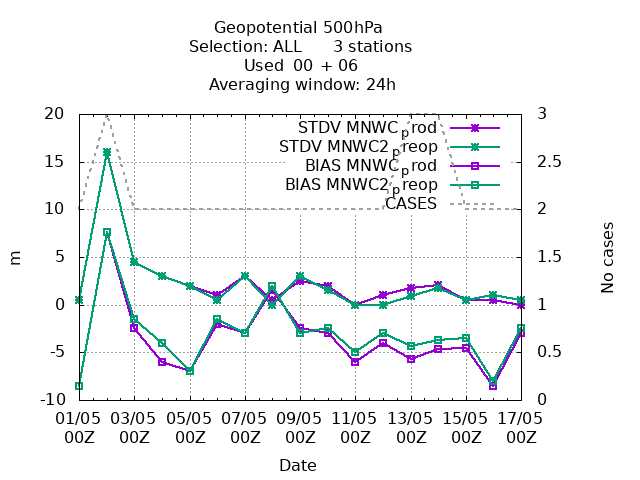 Geopotential 500hPa
Selection: ALL      3 stations
Used  00 + 06
Averaging window: 24h
20 3
STDV MNWC_prod
STDV MNWC2_preop
15 2.5
BIAS MNWC_prod
BIAS MNWC2_preop
CASES
10 2
5 1.5
m
No cases
0 1
-5 0.5
-10 0
01/05 03/05 05/05 07/05 09/05 11/05 13/05 15/05 17/05
00Z 00Z 00Z 00Z 00Z 00Z 00Z 00Z 00Z
Date